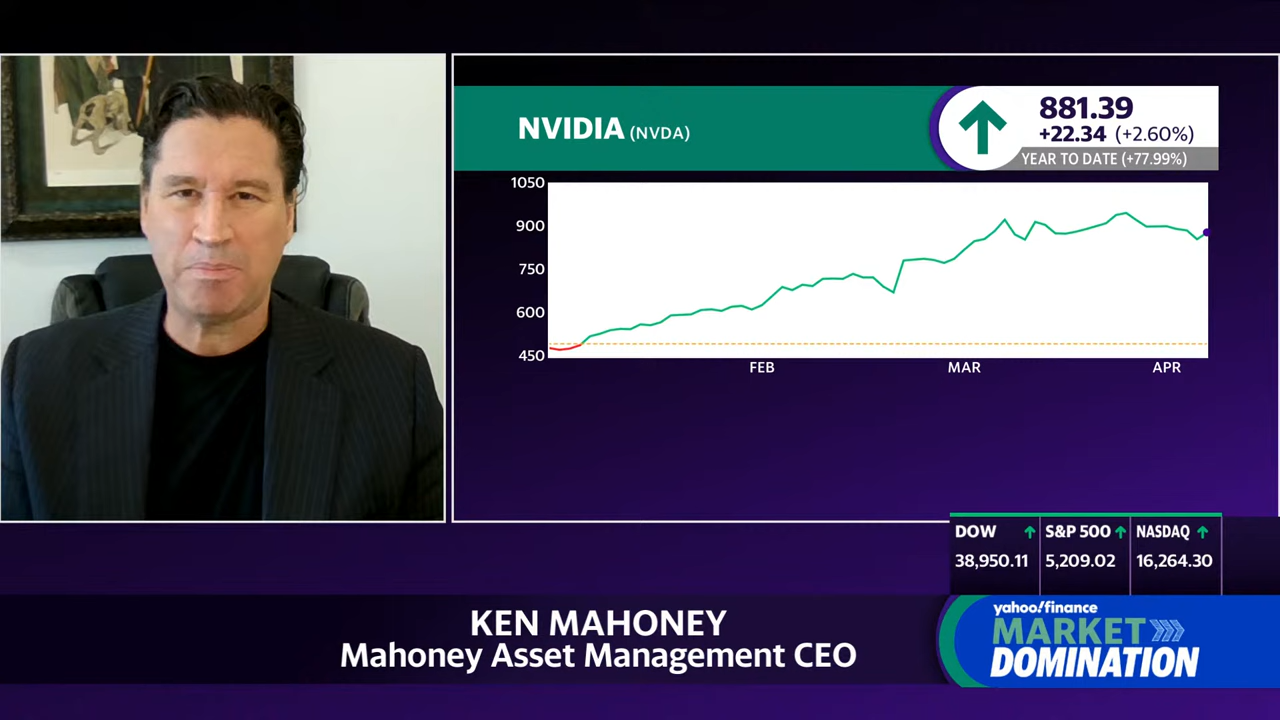 NVIDIA (NVDA)
881.39
+22.34 (+2.60%)
YEAR TO DATE (+77.99%)
1050
900
750
600
450
FEB MAR APR
DOW S&P 500 NASDAQ
38,950.11 5,209.02 16,264.30
KEN MAHONEY
Mahoney Asset Management CEO
yahoo!finance
MARKET
DOMINATION